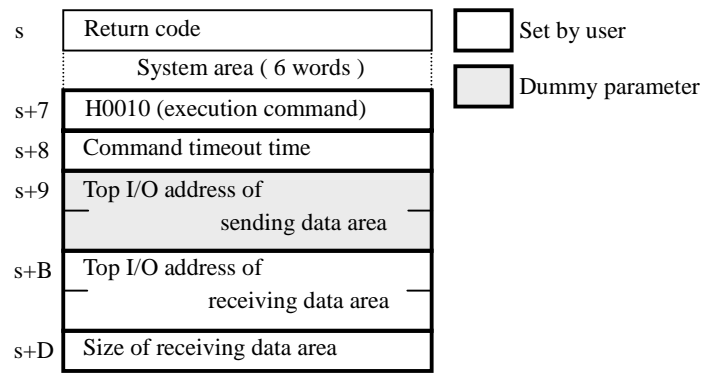 s Return code
System area ( 6 words )
s+7 H0010 (execution command)
s+8 Command timeout time
s+9 Top I/O address of
sending data area
s+B Top I/O address of
receiving data area
s+D Size of receiving data area
Set by user
Dummy parameter